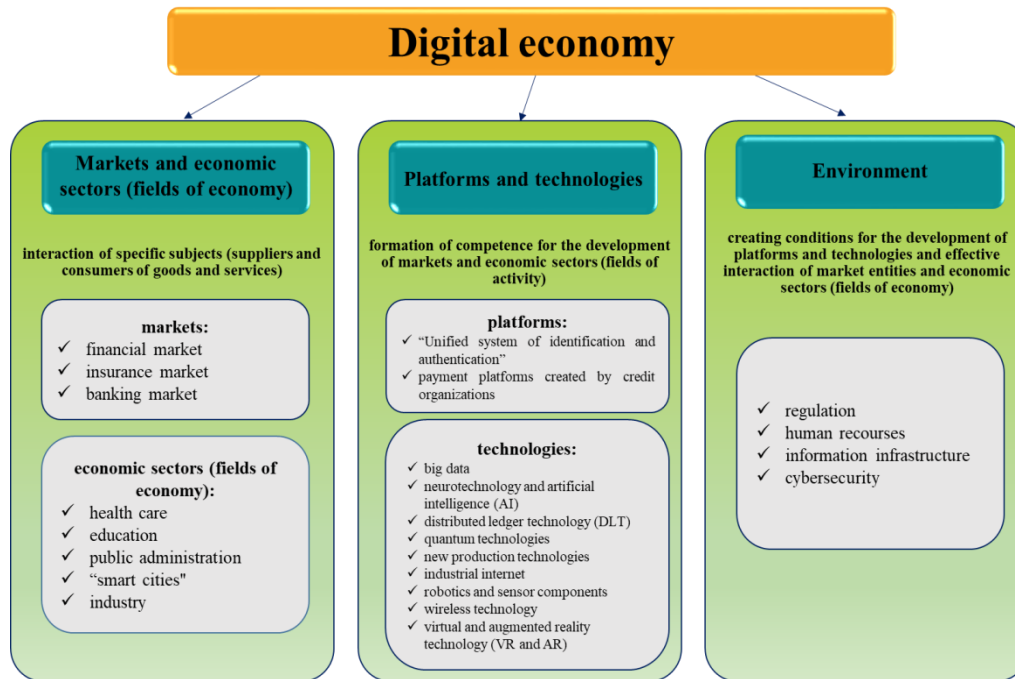 Digital economy
Markets and economic
sectors (fields of economy)
interaction of specific subjects (suppliers and
consumers of goods and services)
markets:
✓ financial market
✓ insurance market
✓ banking market
economic sectors (fields of
economy):
✓ health care
✓ education
✓ public administration
✓ “smart cities"
✓ industry
Platforms and technologies
formation of competence for the development
of markets and economic sectors (fields of
activity)
platforms:
✓ “Unified system of identification and
authentication”
✓ payment platforms created by credit
organizations
technologies:
✓ big data
✓ neurotechnology and artificial
intelligence (AI)
✓ distributed ledger technology (DLT)
✓ quantum technologies
✓ new production technologies
✓ industrial internet
✓ robotics and sensor components
✓ wireless technology
✓ virtual and augmented reality
technology (VR and AR)
Environment
creating conditions for the development of
platforms and technologies and effective
interaction of market entities and economic
sectors (fields of economy)
✓ regulation
✓ human recourses
✓ information infrastructure
✓ cybersecurity